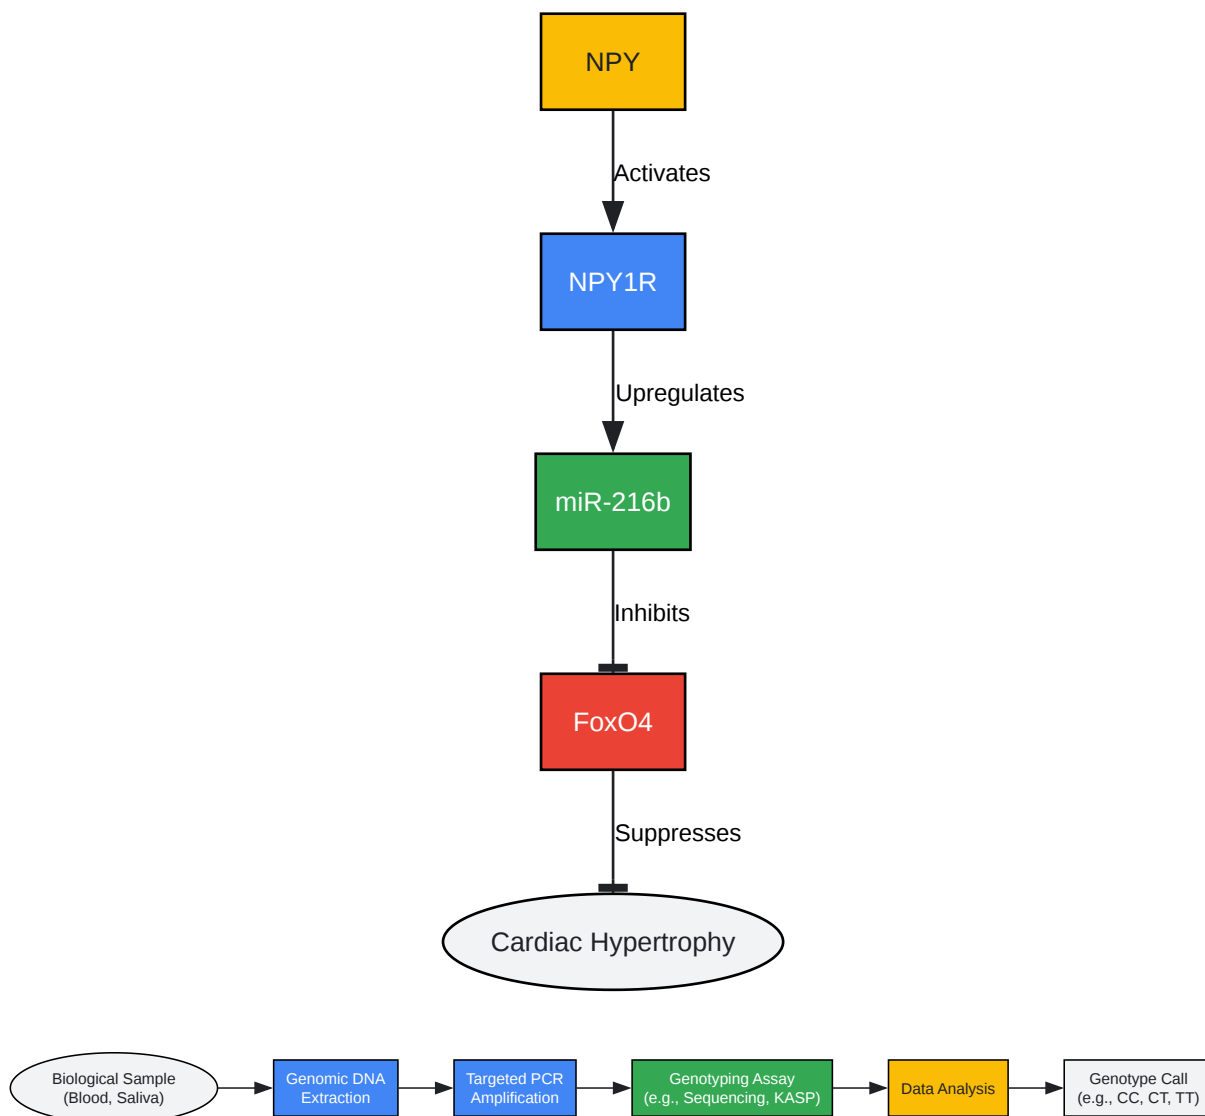 NPY
Activates
NPY1R
Upregulates
miR-216b
Inhibits
FoxO4
Suppresses
Cardiac Hypertrophy
Biological Sample
(Blood, Saliva)
Genomic DNA
Extraction
Targeted PCR
Amplification
Genotyping Assay
(e.g., Sequencing, KASP)
Data Analysis
Genotype Call
(e.g., CC, CT, TT)